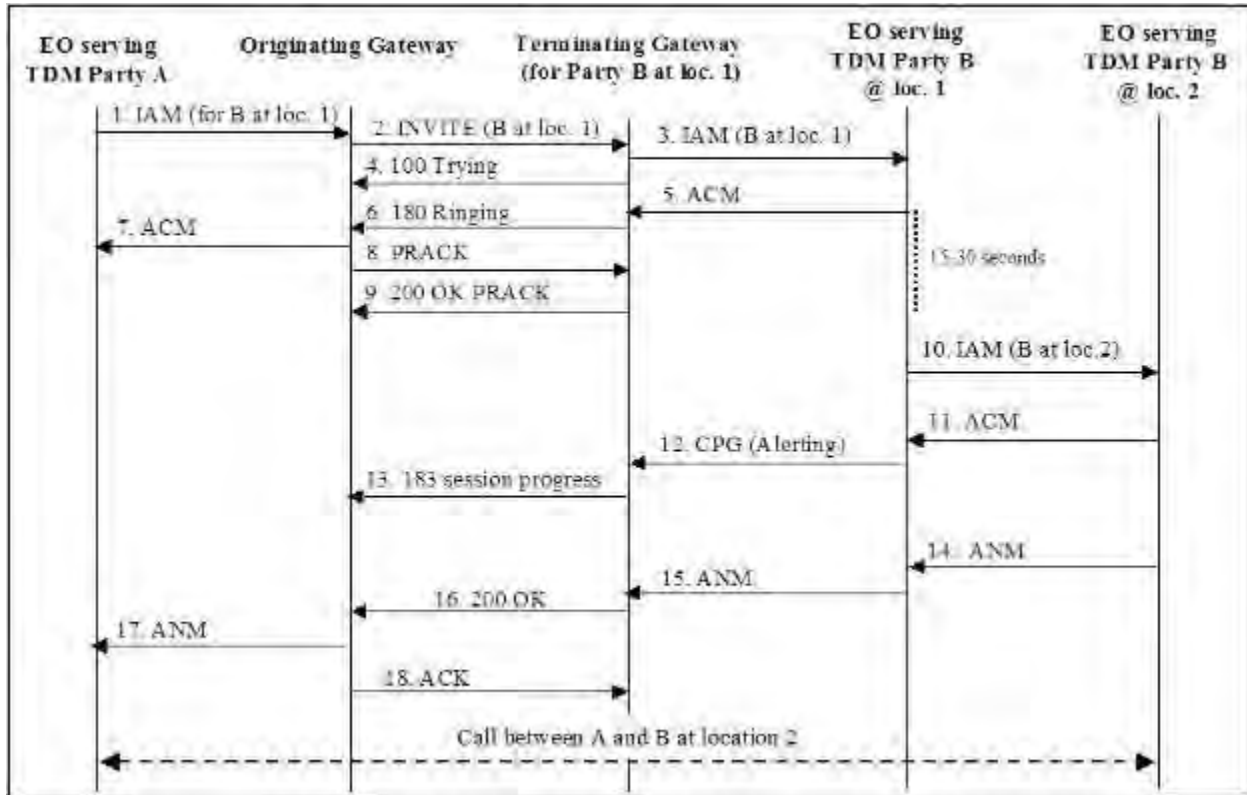 EO serving
TDM Party A
Originating Gateway
Terminating Gateway
(for Party B at loc. 1)
EO serving
TDM Party B
@ loc. 1
EO serving
TDM Party B
@ loc. 2
1. IAM (for B at loc. 1)
2. INVITE (B at loc. 1)
3. IAM (B at loc. 1)
4. 100 Trying
5. ACM
6. 180 Ringing
7. ACM
8. PRACK
9. 200 OK PRACK
15-30 seconds
10. IAM (B at loc.2)
11. ACM
12. CPG (Alerting)
13. 183 session progress
14. ANM
15. ANM
16. 200 OK
17. ANM
18. ACK
Call between A and B at location 2